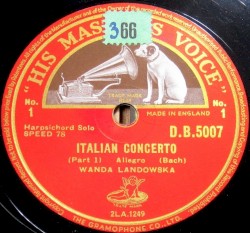 "HIS MASTER'S VOICE"
366
TRADE MARK
No.
1
No.
1
MADE IN ENGLAND
Harpsichord Solo
SPEED 78
D.B.5007
ITALIAN CONCERTO
(Part 1) Allegro (Bach)
WANDA LANDOWSKA
2LA.1249
THE GRAMOPHONE CO. LTD.